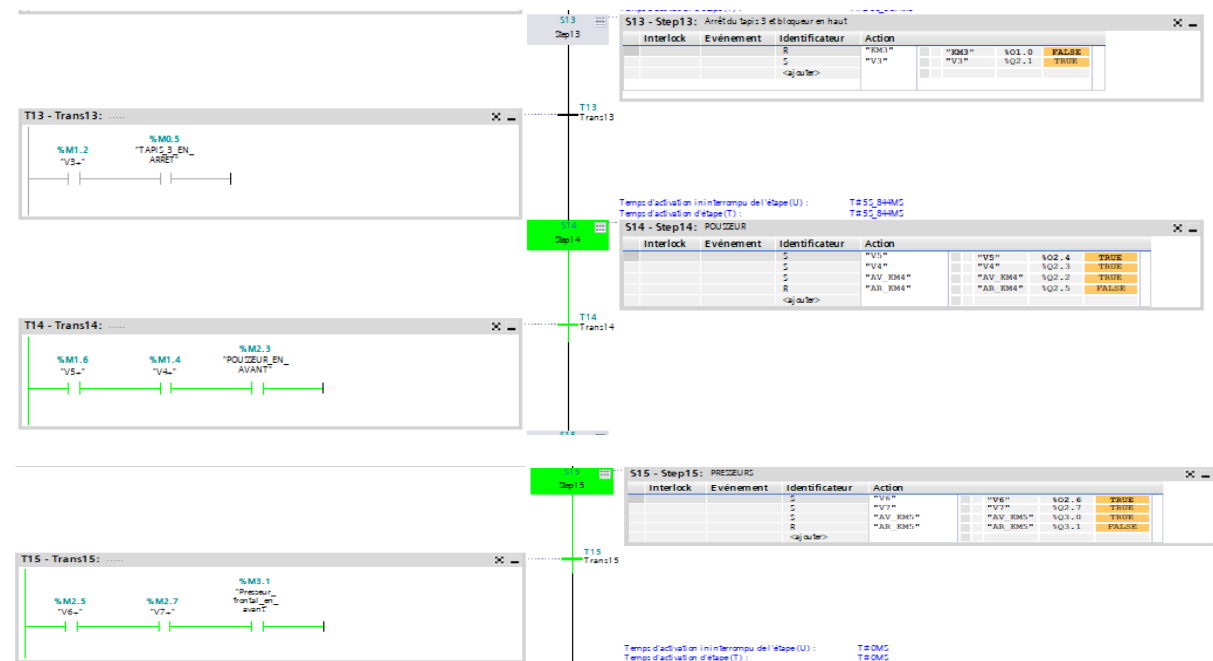 S13
Step13
S13 - Step13: Arrêt du tapis 3 et bloqueur en haut
Interlock Evénement Identificateur Action
R "KM3" "KM3" %Q1.0 FALSE
S "V3" "V3" %Q2.1 TRUE
<ajouter>
T13 - Trans13: .....
T13
Trans13
%M1.2
"V3+"
%M0.5
"TAPIS_3_EN_
ARRET"
Temps d'activation ininterrompu de l'étape (U) : T#5S_844MS
Temps d'activation d'étape (T) : T#5S_844MS
S14
Step14
S14 - Step14: POUSSEUR
Interlock Evénement Identificateur Action
S "V5" "V5" %Q2.4 TRUE
S "V4" "V4" %Q2.3 TRUE
S "AV_KM4" "AV_KM4" %Q2.2 TRUE
R "AR_KM4" "AR_KM4" %Q2.5 FALSE
<ajouter>
T14 - Trans14: .....
T14
Trans14
%M1.6
"V5+"
%M1.4
"V4+"
%M2.3
"POUSSEUR_EN_
AVANT"
S15
Step15
S15 - Step15: PRESSEURS
Interlock Evénement Identificateur Action
S "V6" "V6" %Q2.6 TRUE
S "V7" "V7" %Q2.7 TRUE
S "AV_KM5" "AV_KM5" %Q3.0 TRUE
R "AR_KM5" "AR_KM5" %Q3.1 FALSE
<ajouter>
T15 - Trans15: .....
T15
Trans15
%M2.5
"V6+"
%M2.7
"V7+"
%M3.1
"Presseur_
frontal_en_
avant"
Temps d'activation ininterrompu de l'étape (U) : T#0MS
Temps d'activation d'étape (T) : T#0MS